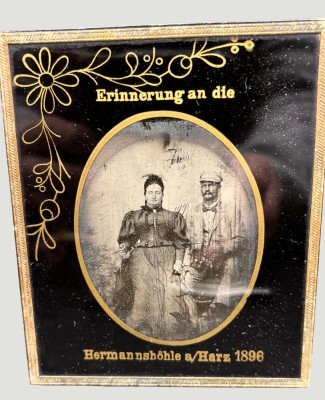 Erinnerung an die
Hermannshöhle a/Harz 1896